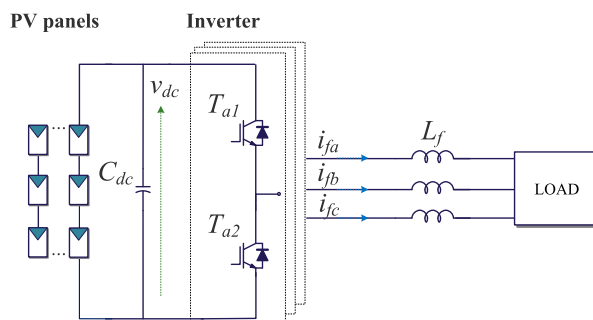 PV panels
Inverter
v_dc
T_a1
C_dc
T_a2
i_fa
L_f
i_fb
i_fc
LOAD